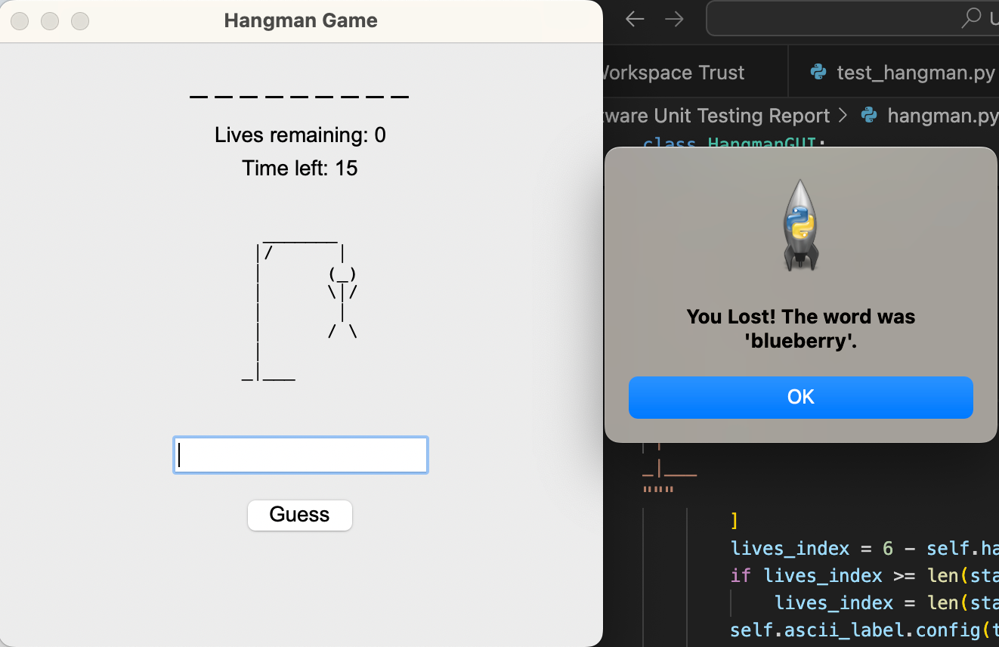 Hangman Game
_ _ _ _ _ _ _ _ _
Lives remaining: 0
Time left: 15
 _______
|/      |
|      (_)
|      \|/
|       |
|      / \
|
_|___
Guess
Workspace Trust
test_hangman.py
tware Unit Testing Report > hangman.py
class HangmanGUI:
You Lost! The word was
'blueberry'.
OK
| |
_|___
"""
]
lives_index = 6 - self.ha
if lives_index >= len(sta
lives_index = len(sta
self.ascii_label.config(t